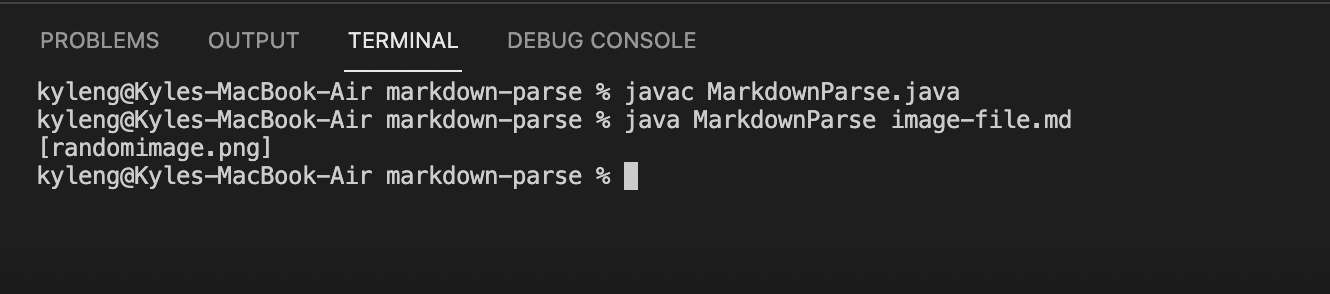 PROBLEMS OUTPUT TERMINAL DEBUG CONSOLE
kyleng@Kyles-MacBook-Air markdown-parse % javac MarkdownParse.java
kyleng@Kyles-MacBook-Air markdown-parse % java MarkdownParse image-file.md
[randomimage.png]
kyleng@Kyles-MacBook-Air markdown-parse %